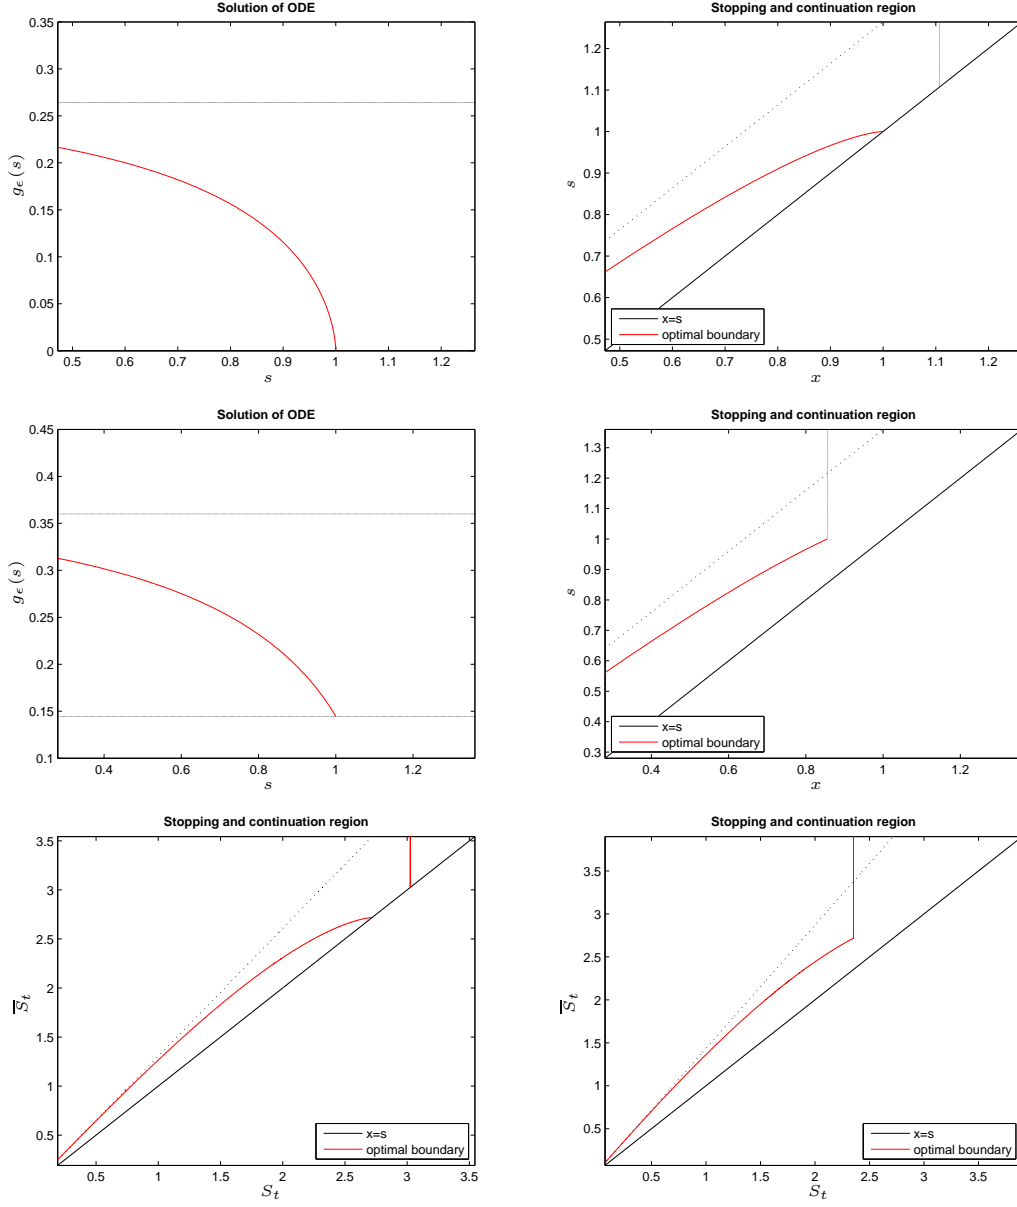 Solution of ODE
0.35
0.3
0.25
0.2
0.15
0.1
0.05
0
g_ϵ(s)
0.5 0.6 0.7 0.8 0.9 1 1.1 1.2
s
Stopping and continuation region
1.2
1.1
1
0.9
0.8
0.7
0.6
0.5
s
x=s
optimal boundary
0.5 0.6 0.7 0.8 0.9 1 1.1 1.2
x
Solution of ODE
0.45
0.4
0.35
0.3
0.25
0.2
0.15
0.1
g_ϵ(s)
0.4 0.6 0.8 1 1.2
s
Stopping and continuation region
1.3
1.2
1.1
1
0.9
0.8
0.7
0.6
0.5
0.4
0.3
s
x=s
optimal boundary
0.4 0.6 0.8 1 1.2
x
Stopping and continuation region
3.5
3
2.5
2
1.5
1
0.5
S̅_t
x=s
optimal boundary
0.5 1 1.5 2 2.5 3 3.5
S_t
Stopping and continuation region
3.5
3
2.5
2
1.5
1
0.5
S̅_t
x=s
optimal boundary
0.5 1 1.5 2 2.5 3 3.5
S_t